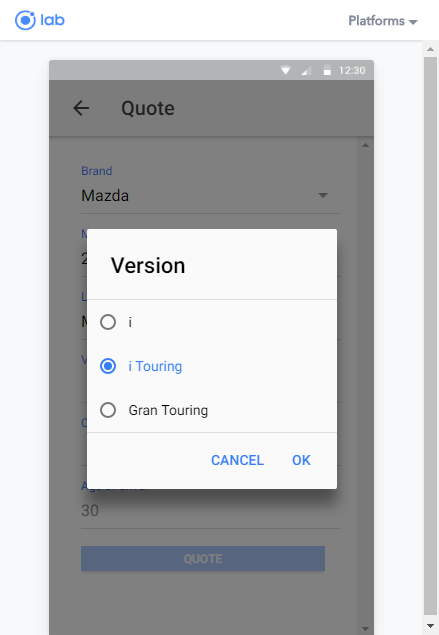 lab
Platforms
12:30
Quote
Brand
Mazda
Version
i
i Touring
Gran Touring
CANCEL
OK
30
QUOTE